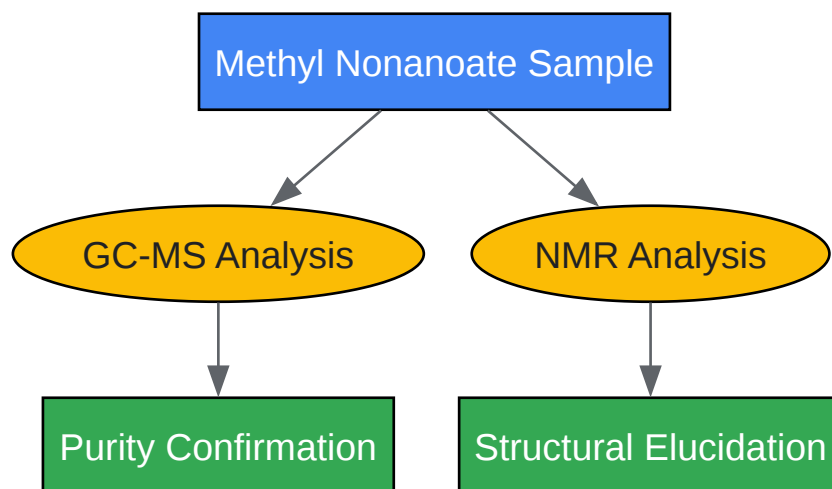 Methyl Nonanoate Sample
GC-MS Analysis
NMR Analysis
Purity Confirmation
Structural Elucidation